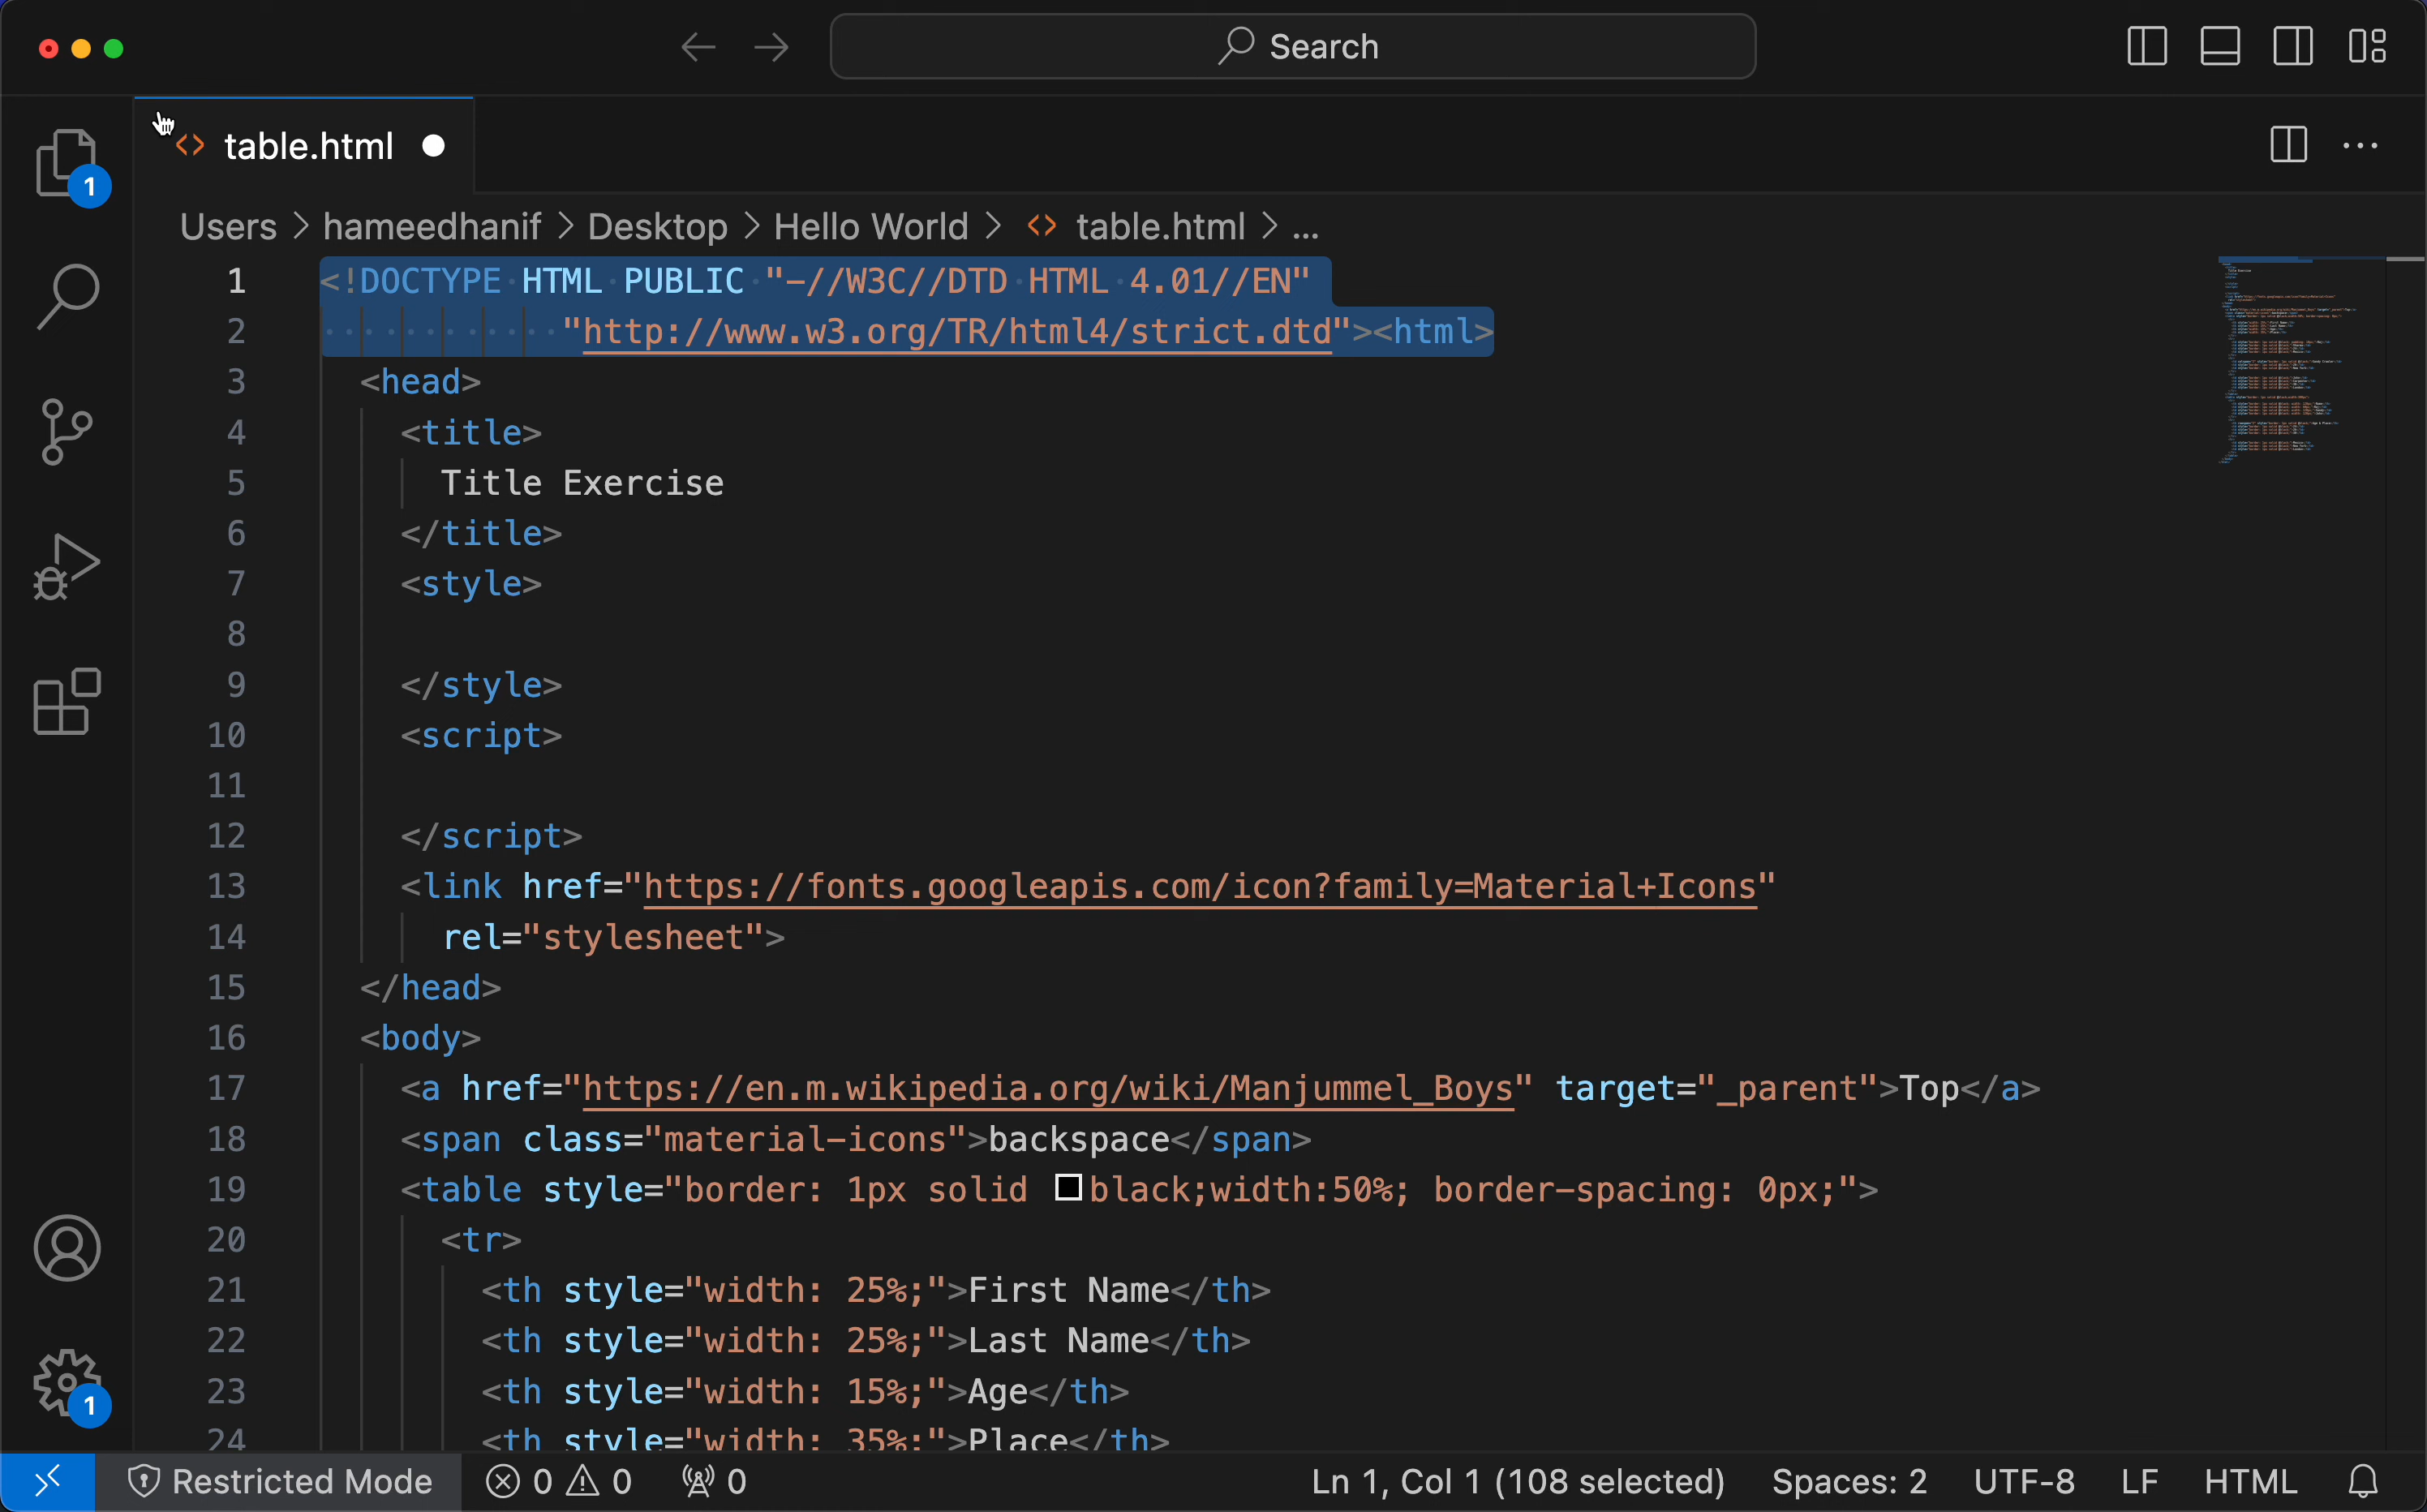 Search
table.html
1
Users > hameedhanif > Desktop > Hello World > <> table.html > ...
1 <!DOCTYPE HTML PUBLIC "-//W3C//DTD HTML 4.01//EN"
2 "http://www.w3.org/TR/html4/strict.dtd"><html>
3 <head>
4 <title>
5 Title Exercise
6 </title>
7 <style>
8
9 </style>
10 <script>
11
12 </script>
13 <link href="https://fonts.googleapis.com/icon?family=Material+Icons"
14 rel="stylesheet">
15 </head>
16 <body>
17 <a href="https://en.m.wikipedia.org/wiki/Manjummel_Boys" target="_parent">Top</a>
18 <span class="material-icons">backspace</span>
19 <table style="border: 1px solid black;width:50%; border-spacing: 0px;">
20 <tr>
21 <th style="width: 25%;">First Name</th>
22 <th style="width: 25%;">Last Name</th>
23 <th style="width: 15%;">Age</th>
1
24 <th style="width: 35%;">Place</th>
Restricted Mode 0 0 0 Ln 1, Col 1 (108 selected) Spaces: 2 UTF-8 LF HTML